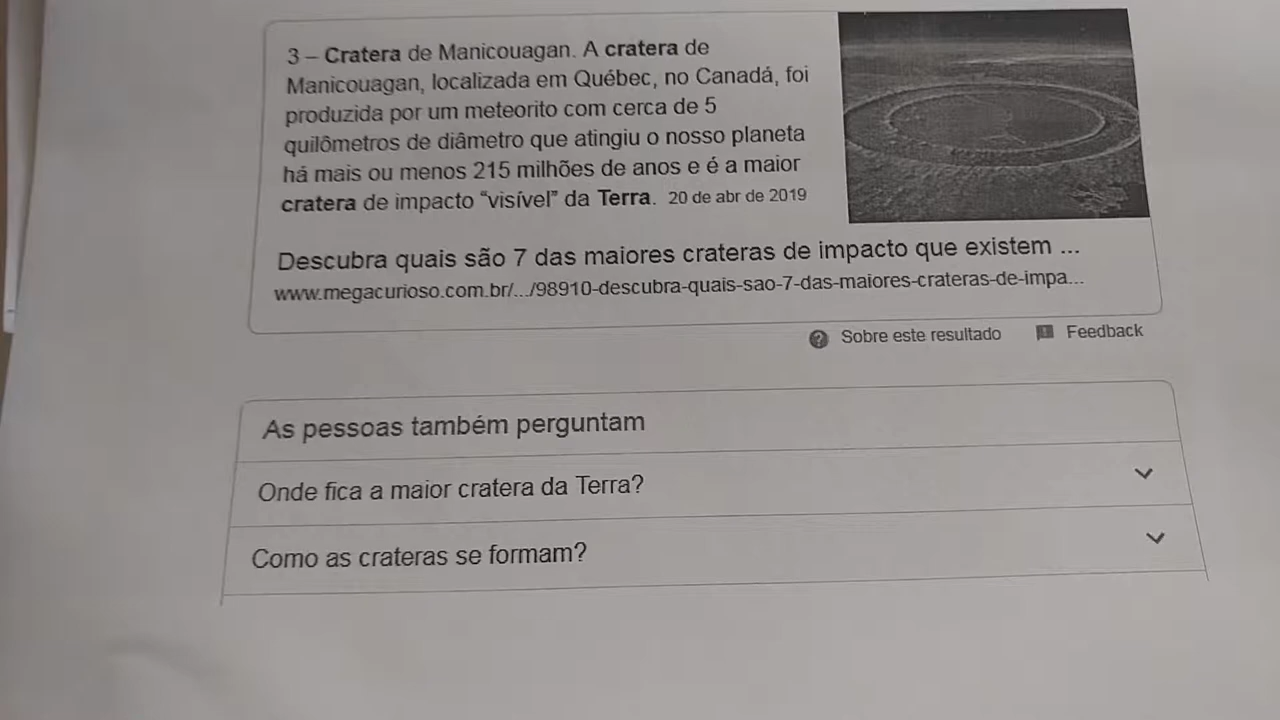 3 – Cratera de Manicouagan. A cratera de
Manicouagan, localizada em Québec, no Canadá, foi
produzida por um meteorito com cerca de 5
quilômetros de diâmetro que atingiu o nosso planeta
há mais ou menos 215 milhões de anos e é a maior
cratera de impacto “visível” da Terra. 20 de abr de 2019
Descubra quais são 7 das maiores crateras de impacto que existem ...
www.megacurioso.com.br/.../98910-descubra-quais-sao-7-das-maiores-crateras-de-impa...
Sobre este resultado Feedback
As pessoas também perguntam
Onde fica a maior cratera da Terra?
Como as crateras se formam?